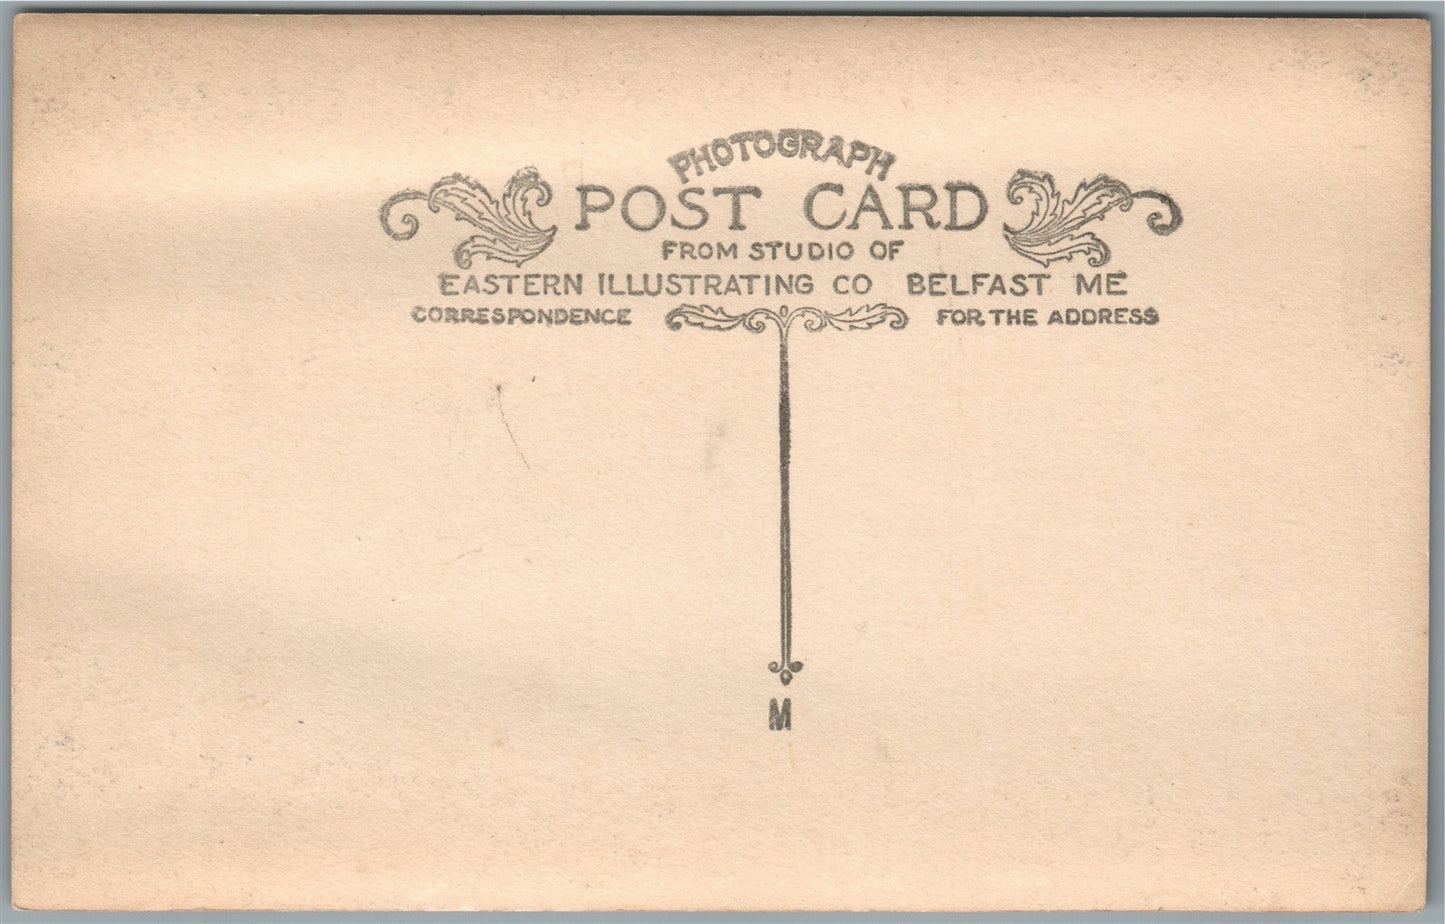 PHOTOGRAPH
POST CARD
FROM STUDIO OF
EASTERN ILLUSTRATING CO BELFAST ME
CORRESPONDENCE FOR THE ADDRESS
M